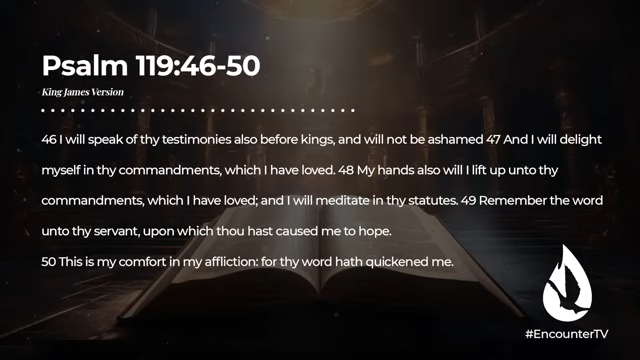 Psalm 119:46-50
King James Version
46 I will speak of thy testimonies also before kings, and will not be ashamed 47 And I will delight
myself in thy commandments, which I have loved. 48 My hands also will I lift up unto thy
commandments, which I have loved; and I will meditate in thy statutes. 49 Remember the word
unto thy servant, upon which thou hast caused me to hope.
50 This is my comfort in my affliction: for thy word hath quickened me.
#EncounterTV